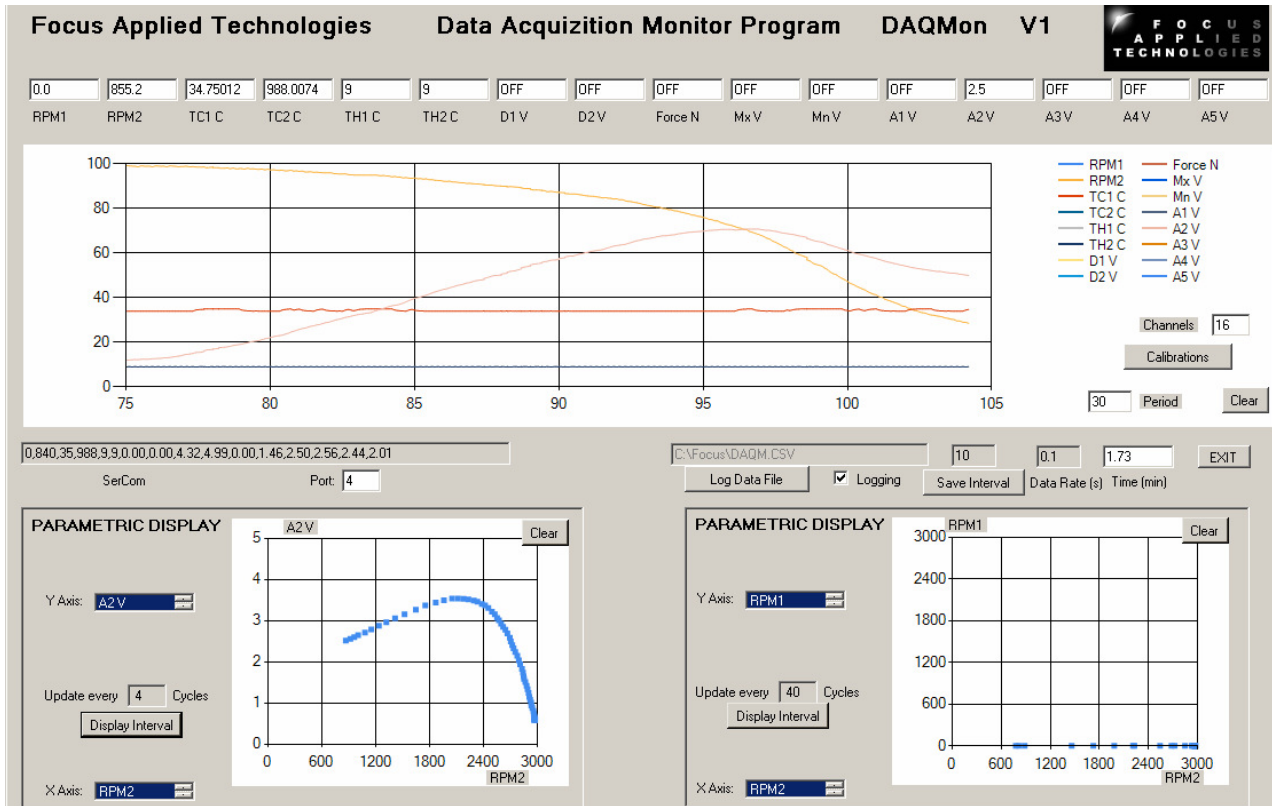 Focus Applied Technologies Data Acquizition Monitor Program DAQMon V1
FOCUS
APPLIED
TECHNOLOGIES
0.0 855.2 34.75012 988.0074 9 9 OFF OFF OFF OFF OFF OFF 2.5 OFF OFF OFF
RPM1 RPM2 TC1 C TC2 C TH1 C TH2 C D1 V D2 V Force N Mx V Mn V A1 V A2 V A3 V A4 V A5 V
100
80
60
40
20
0
75 80 85 90 95 100 105
RPM1 Force N
RPM2 Mx V
TC1 C Mn V
TC2 C A1 V
TH1 C A2 V
TH2 C A3 V
D1 V A4 V
D2 V A5 V
Channels 16
Calibrations
30 Period Clear
0,840,35,988,9,9,0.00,0.00,4.32,4.99,0.00,1.46,2.50,2.56,2.44,2.01
SerCom Port: 4
C:\Focus\DAQM.CSV 10 0.1 1.73 EXIT
Log Data File Logging Save Interval Data Rate (s) Time (min)
PARAMETRIC DISPLAY
A2 V
Clear
5
4
3
2
1
0
0 600 1200 1800 2400 3000
RPM2
Y Axis: A2 V
Update every 4 Cycles
Display Interval
X Axis: RPM2
PARAMETRIC DISPLAY
RPM1
Clear
3000
2400
1800
1200
600
0
0 600 1200 1800 2400 3000
RPM2
Y Axis: RPM1
Update every 40 Cycles
Display Interval
X Axis: RPM2